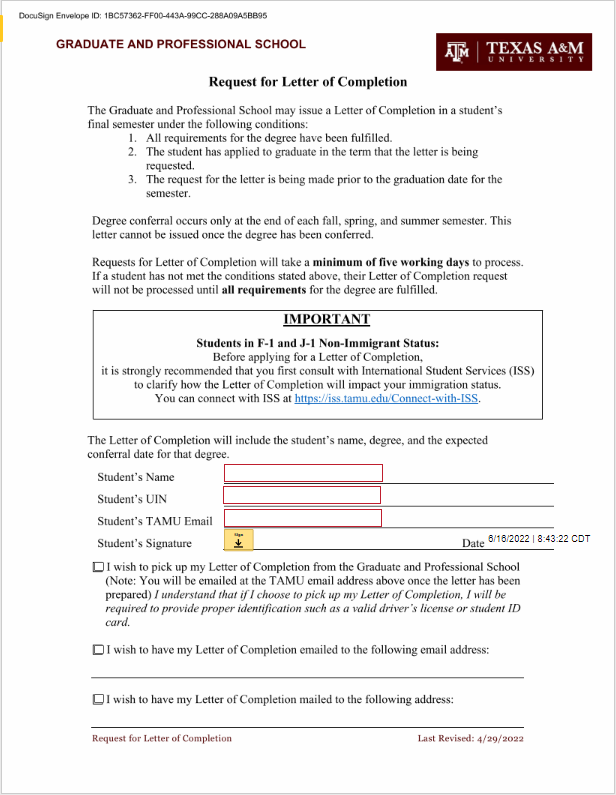 DocuSign Envelope ID: 1BC57362-FF00-443A-99CC-288A09A5BB95
GRADUATE AND PROFESSIONAL SCHOOL
TEXAS A&M
UNIVERSITY
Request for Letter of Completion
The Graduate and Professional School may issue a Letter of Completion in a student's
final semester under the following conditions:
1. All requirements for the degree have been fulfilled.
2. The student has applied to graduate in the term that the letter is being
requested.
3. The request for the letter is being made prior to the graduation date for the
semester.
Degree conferral occurs only at the end of each fall, spring, and summer semester. This
letter cannot be issued once the degree has been conferred.
Requests for Letter of Completion will take a minimum of five working days to process.
If a student has not met the conditions stated above, their Letter of Completion request
will not be processed until all requirements for the degree are fulfilled.
IMPORTANT
Students in F-1 and J-1 Non-Immigrant Status:
Before applying for a Letter of Completion,
it is strongly recommended that you first consult with International Student Services (ISS)
to clarify how the Letter of Completion will impact your immigration status.
You can connect with ISS at https://iss.tamu.edu/Connect-with-ISS.
The Letter of Completion will include the student's name, degree, and the expected
conferral date for that degree.
Student's Name
Student's UIN
Student's TAMU Email
Student's Signature Sign Date 6/16/2022 | 8:43:22 CDT
I wish to pick up my Letter of Completion from the Graduate and Professional School
(Note: You will be emailed at the TAMU email address above once the letter has been
prepared) I understand that if I choose to pick up my Letter of Completion, I will be
required to provide proper identification such as a valid driver's license or student ID
card.
I wish to have my Letter of Completion emailed to the following email address:
I wish to have my Letter of Completion mailed to the following address:
Request for Letter of Completion Last Revised: 4/29/2022